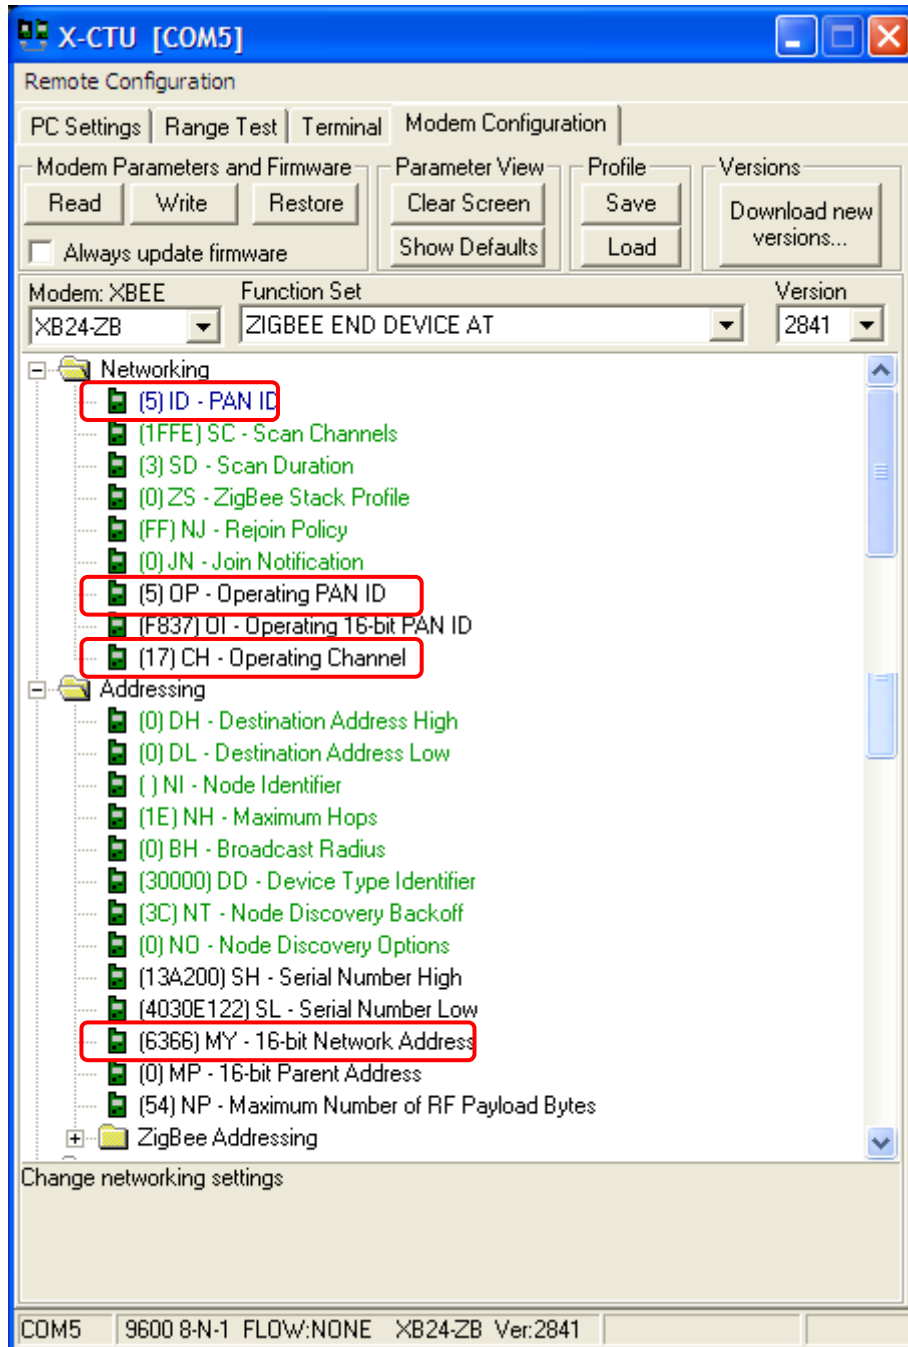 X-CTU [COM5]
Remote Configuration
PC Settings Range Test Terminal Modem Configuration
Modem Parameters and Firmware Parameter View Profile Versions
Read Write Restore Clear Screen Save Download new versions...
Always update firmware Show Defaults Load
Modem: XBEE Function Set Version
XB24-ZB ZIGBEE END DEVICE AT 2841
Networking
(5) ID - PAN ID
(1FFE) SC - Scan Channels
(3) SD - Scan Duration
(0) ZS - ZigBee Stack Profile
(FF) NJ - Rejoin Policy
(0) JN - Join Notification
(5) OP - Operating PAN ID
(F837) OI - Operating 16-bit PAN ID
(17) CH - Operating Channel
Addressing
(0) DH - Destination Address High
(0) DL - Destination Address Low
( ) NI - Node Identifier
(1E) NH - Maximum Hops
(0) BH - Broadcast Radius
(30000) DD - Device Type Identifier
(3C) NT - Node Discovery Backoff
(0) NO - Node Discovery Options
(13A200) SH - Serial Number High
(4030E122) SL - Serial Number Low
(6366) MY - 16-bit Network Address
(0) MP - 16-bit Parent Address
(54) NP - Maximum Number of RF Payload Bytes
ZigBee Addressing
Change networking settings
COM5 9600 8-N-1 FLOW:NONE XB24-ZB Ver:2841